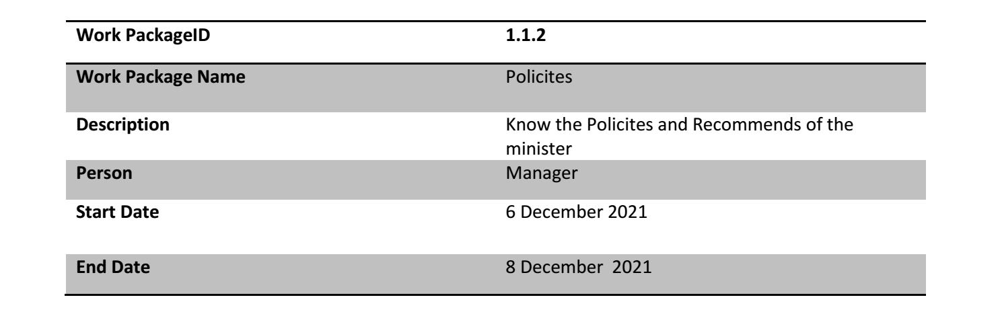 Work PackageID 1.1.2
Work Package Name Policites
Description Know the Policites and Recommends of the
minister
Person Manager
Start Date 6 December 2021
End Date 8 December  2021